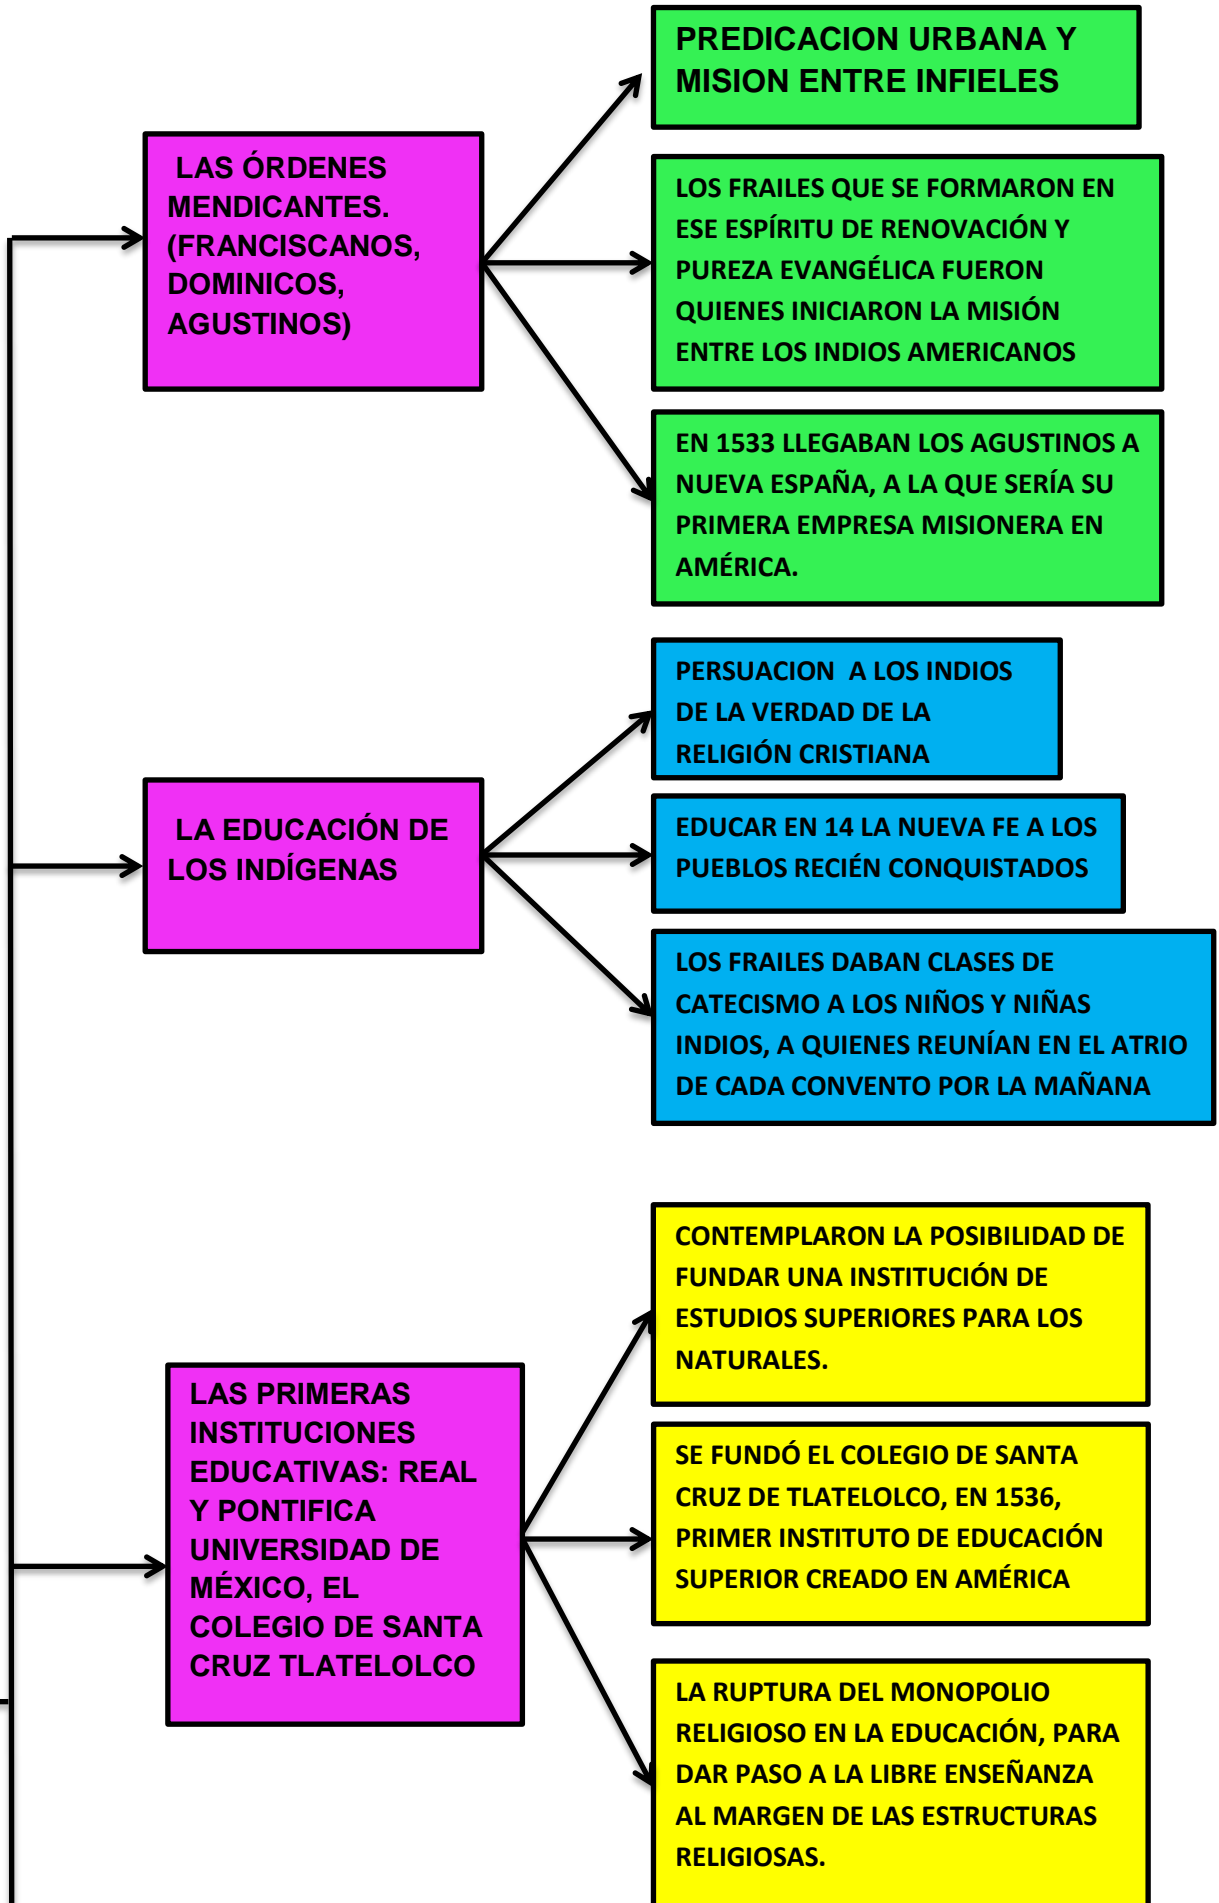 LAS ÓRDENES
MENDICANTES.
(FRANCISCANOS,
DOMINICOS,
AGUSTINOS)
PREDICACION URBANA Y
MISION ENTRE INFIELES
LOS FRAILES QUE SE FORMARON EN
ESE ESPÍRITU DE RENOVACIÓN Y
PUREZA EVANGÉLICA FUERON
QUIENES INICIARON LA MISIÓN
ENTRE LOS INDIOS AMERICANOS
EN 1533 LLEGABAN LOS AGUSTINOS A
NUEVA ESPAÑA, A LA QUE SERÍA SU
PRIMERA EMPRESA MISIONERA EN
AMÉRICA.
LA EDUCACIÓN DE
LOS INDÍGENAS
PERSUACION A LOS INDIOS
DE LA VERDAD DE LA
RELIGIÓN CRISTIANA
EDUCAR EN 14 LA NUEVA FE A LOS
PUEBLOS RECIÉN CONQUISTADOS
LOS FRAILES DABAN CLASES DE
CATECISMO A LOS NIÑOS Y NIÑAS
INDIOS, A QUIENES REUNÍAN EN EL ATRIO
DE CADA CONVENTO POR LA MAÑANA
LAS PRIMERAS
INSTITUCIONES
EDUCATIVAS: REAL
Y PONTIFICA
UNIVERSIDAD DE
MÉXICO, EL
COLEGIO DE SANTA
CRUZ TLATELOLCO
CONTEMPLARON LA POSIBILIDAD DE
FUNDAR UNA INSTITUCIÓN DE
ESTUDIOS SUPERIORES PARA LOS
NATURALES.
SE FUNDÓ EL COLEGIO DE SANTA
CRUZ DE TLATELOLCO, EN 1536,
PRIMER INSTITUTO DE EDUCACIÓN
SUPERIOR CREADO EN AMÉRICA
LA RUPTURA DEL MONOPOLIO
RELIGIOSO EN LA EDUCACIÓN, PARA
DAR PASO A LA LIBRE ENSEÑANZA
AL MARGEN DE LAS ESTRUCTURAS
RELIGIOSAS.